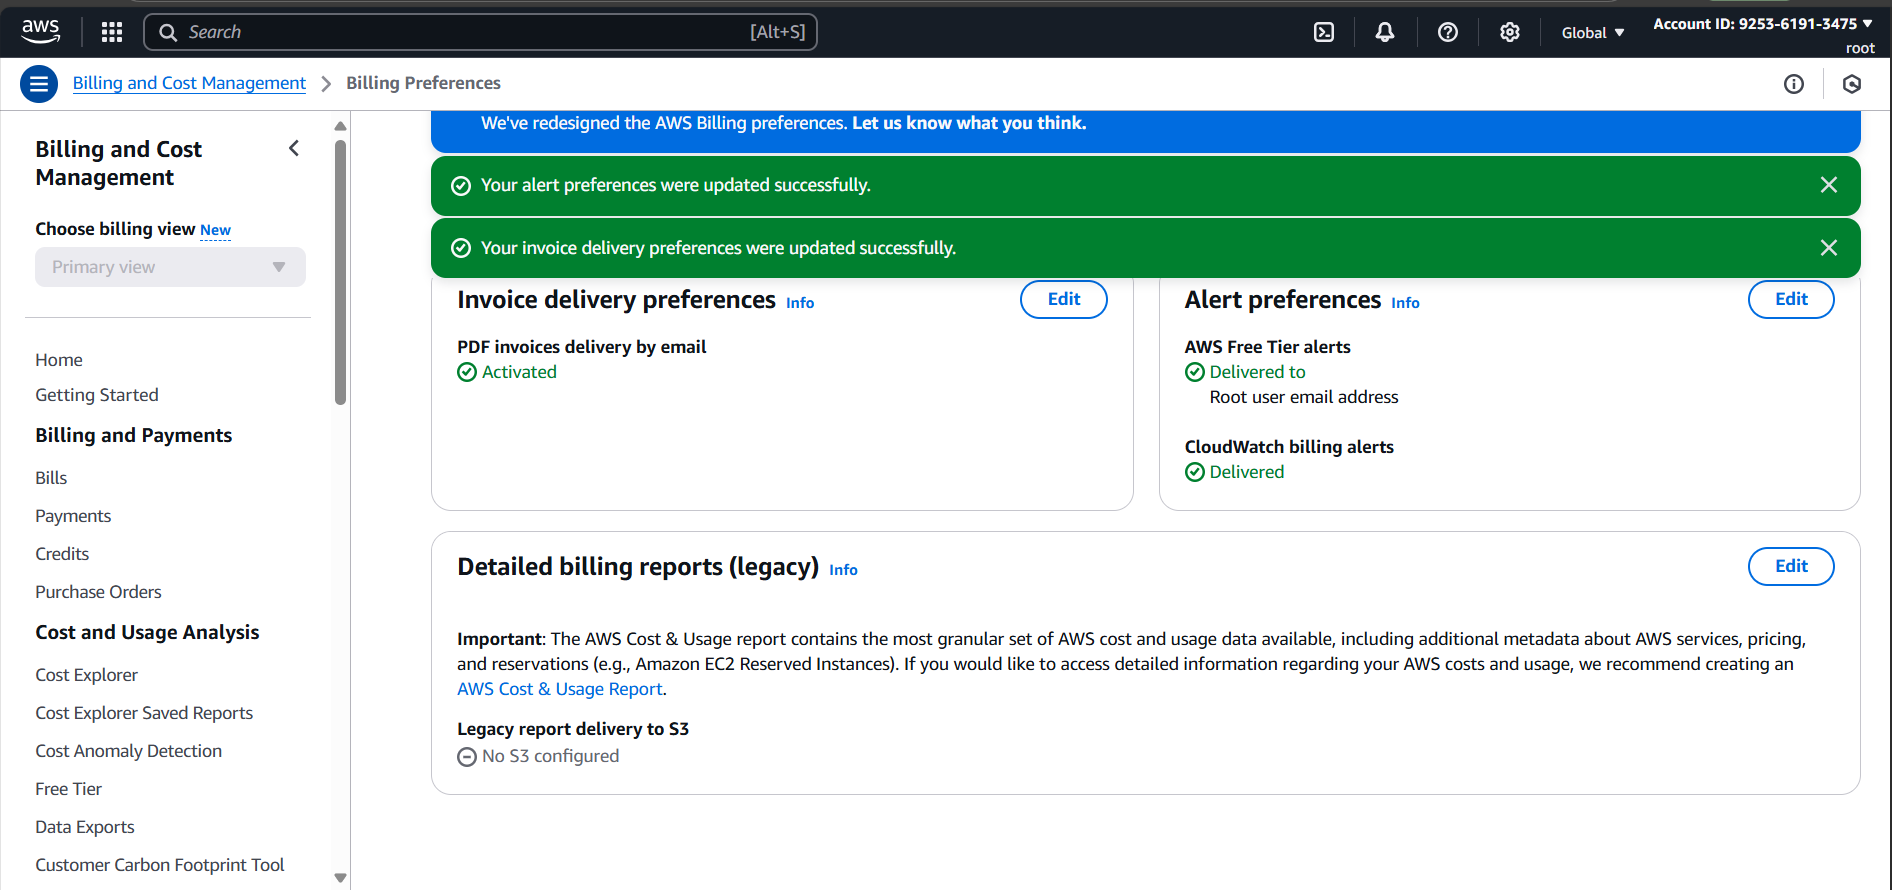 aws
Search
[Alt+S]
Global
Account ID: 9253-6191-3475
root
Billing and Cost Management
Billing Preferences
Billing and Cost
Management
Choose billing view New
Primary view
Home
Getting Started
Billing and Payments
Bills
Payments
Credits
Purchase Orders
Cost and Usage Analysis
Cost Explorer
Cost Explorer Saved Reports
Cost Anomaly Detection
Free Tier
Data Exports
Customer Carbon Footprint Tool
We've redesigned the AWS Billing preferences. Let us know what you think.
Your alert preferences were updated successfully.
Your invoice delivery preferences were updated successfully.
Invoice delivery preferences Info
Edit
PDF invoices delivery by email
Activated
Alert preferences Info
Edit
AWS Free Tier alerts
Delivered to
Root user email address
CloudWatch billing alerts
Delivered
Detailed billing reports (legacy) Info
Edit
Important: The AWS Cost & Usage report contains the most granular set of AWS cost and usage data available, including additional metadata about AWS services, pricing,
and reservations (e.g., Amazon EC2 Reserved Instances). If you would like to access detailed information regarding your AWS costs and usage, we recommend creating an
AWS Cost & Usage Report.
Legacy report delivery to S3
No S3 configured